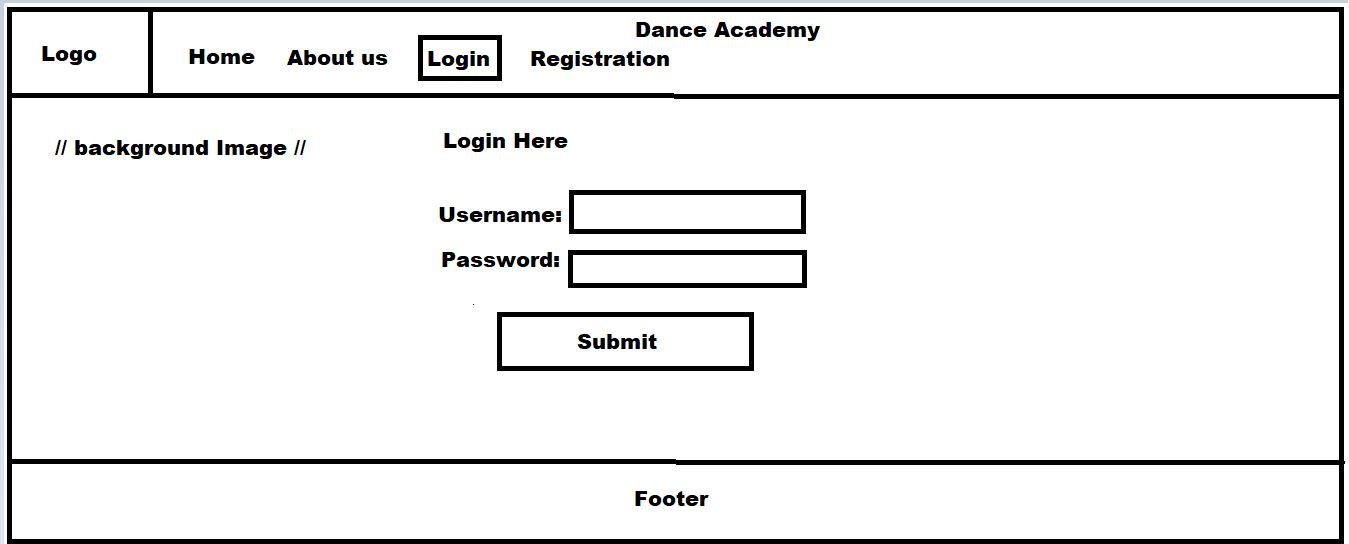 Dance Academy
Logo
Home About us Login Registration
// background Image //
Login Here
Username:
Password:
Submit
Footer